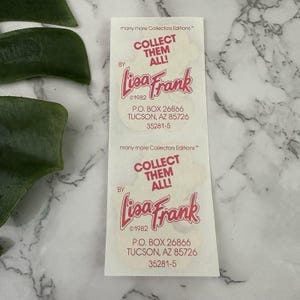 many more Collectors Editions™
COLLECT
THEM
ALL!
BY
Lisa Frank
©1982
P.O. BOX 26866
TUCSON, AZ 85726
35281-5
many more Collectors Editions™
COLLECT
THEM
ALL!
BY
Lisa Frank
©1982
P.O. BOX 26866
TUCSON, AZ 85726
35281-5